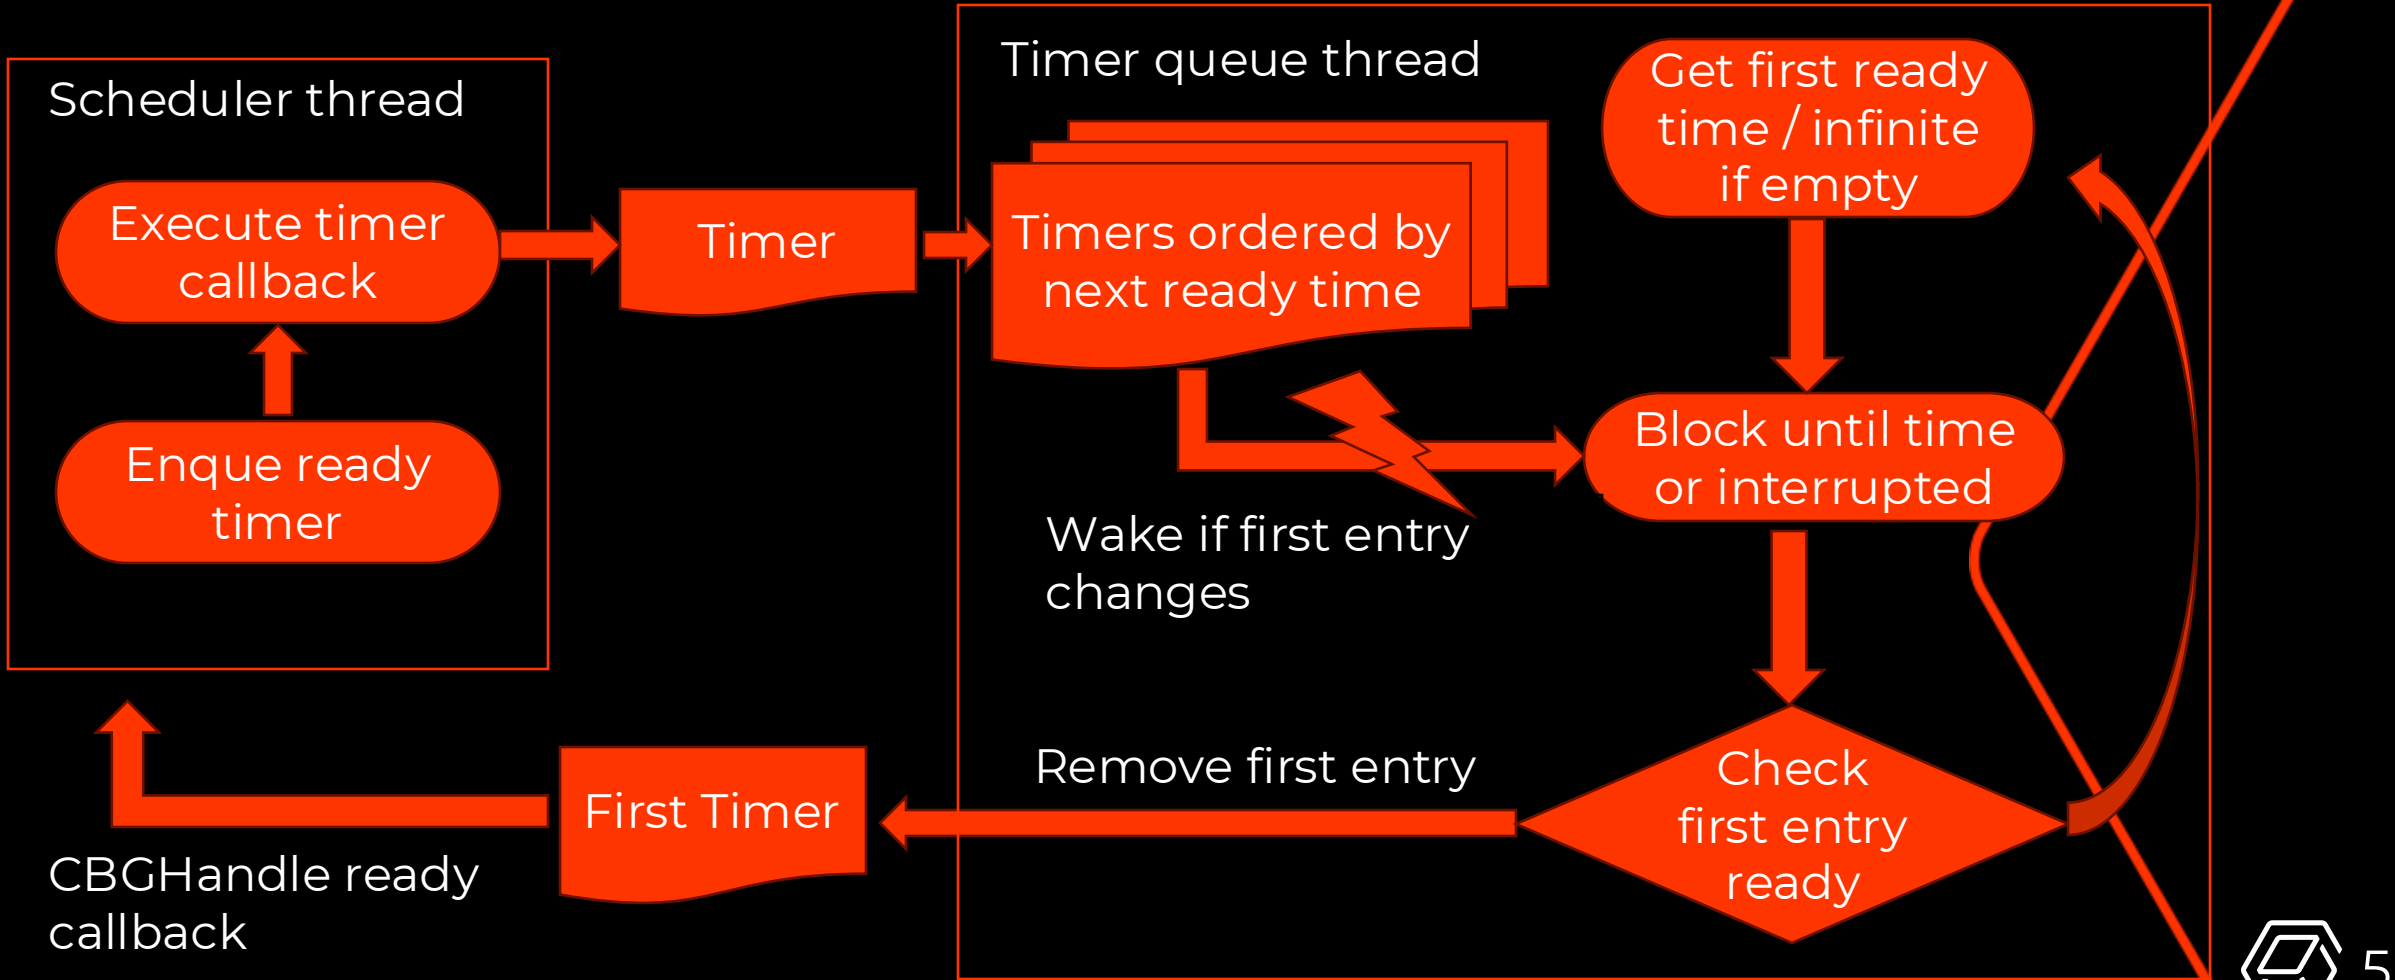 Scheduler thread
Execute timer
callback
Enque ready
timer
Timer
Timer queue thread
Timers ordered by
next ready time
Get first ready
time / infinite
if empty
Block until time
or interrupted
Wake if first entry
changes
Check
first entry
ready
Remove first entry
First Timer
CBGHandle ready
callback
5